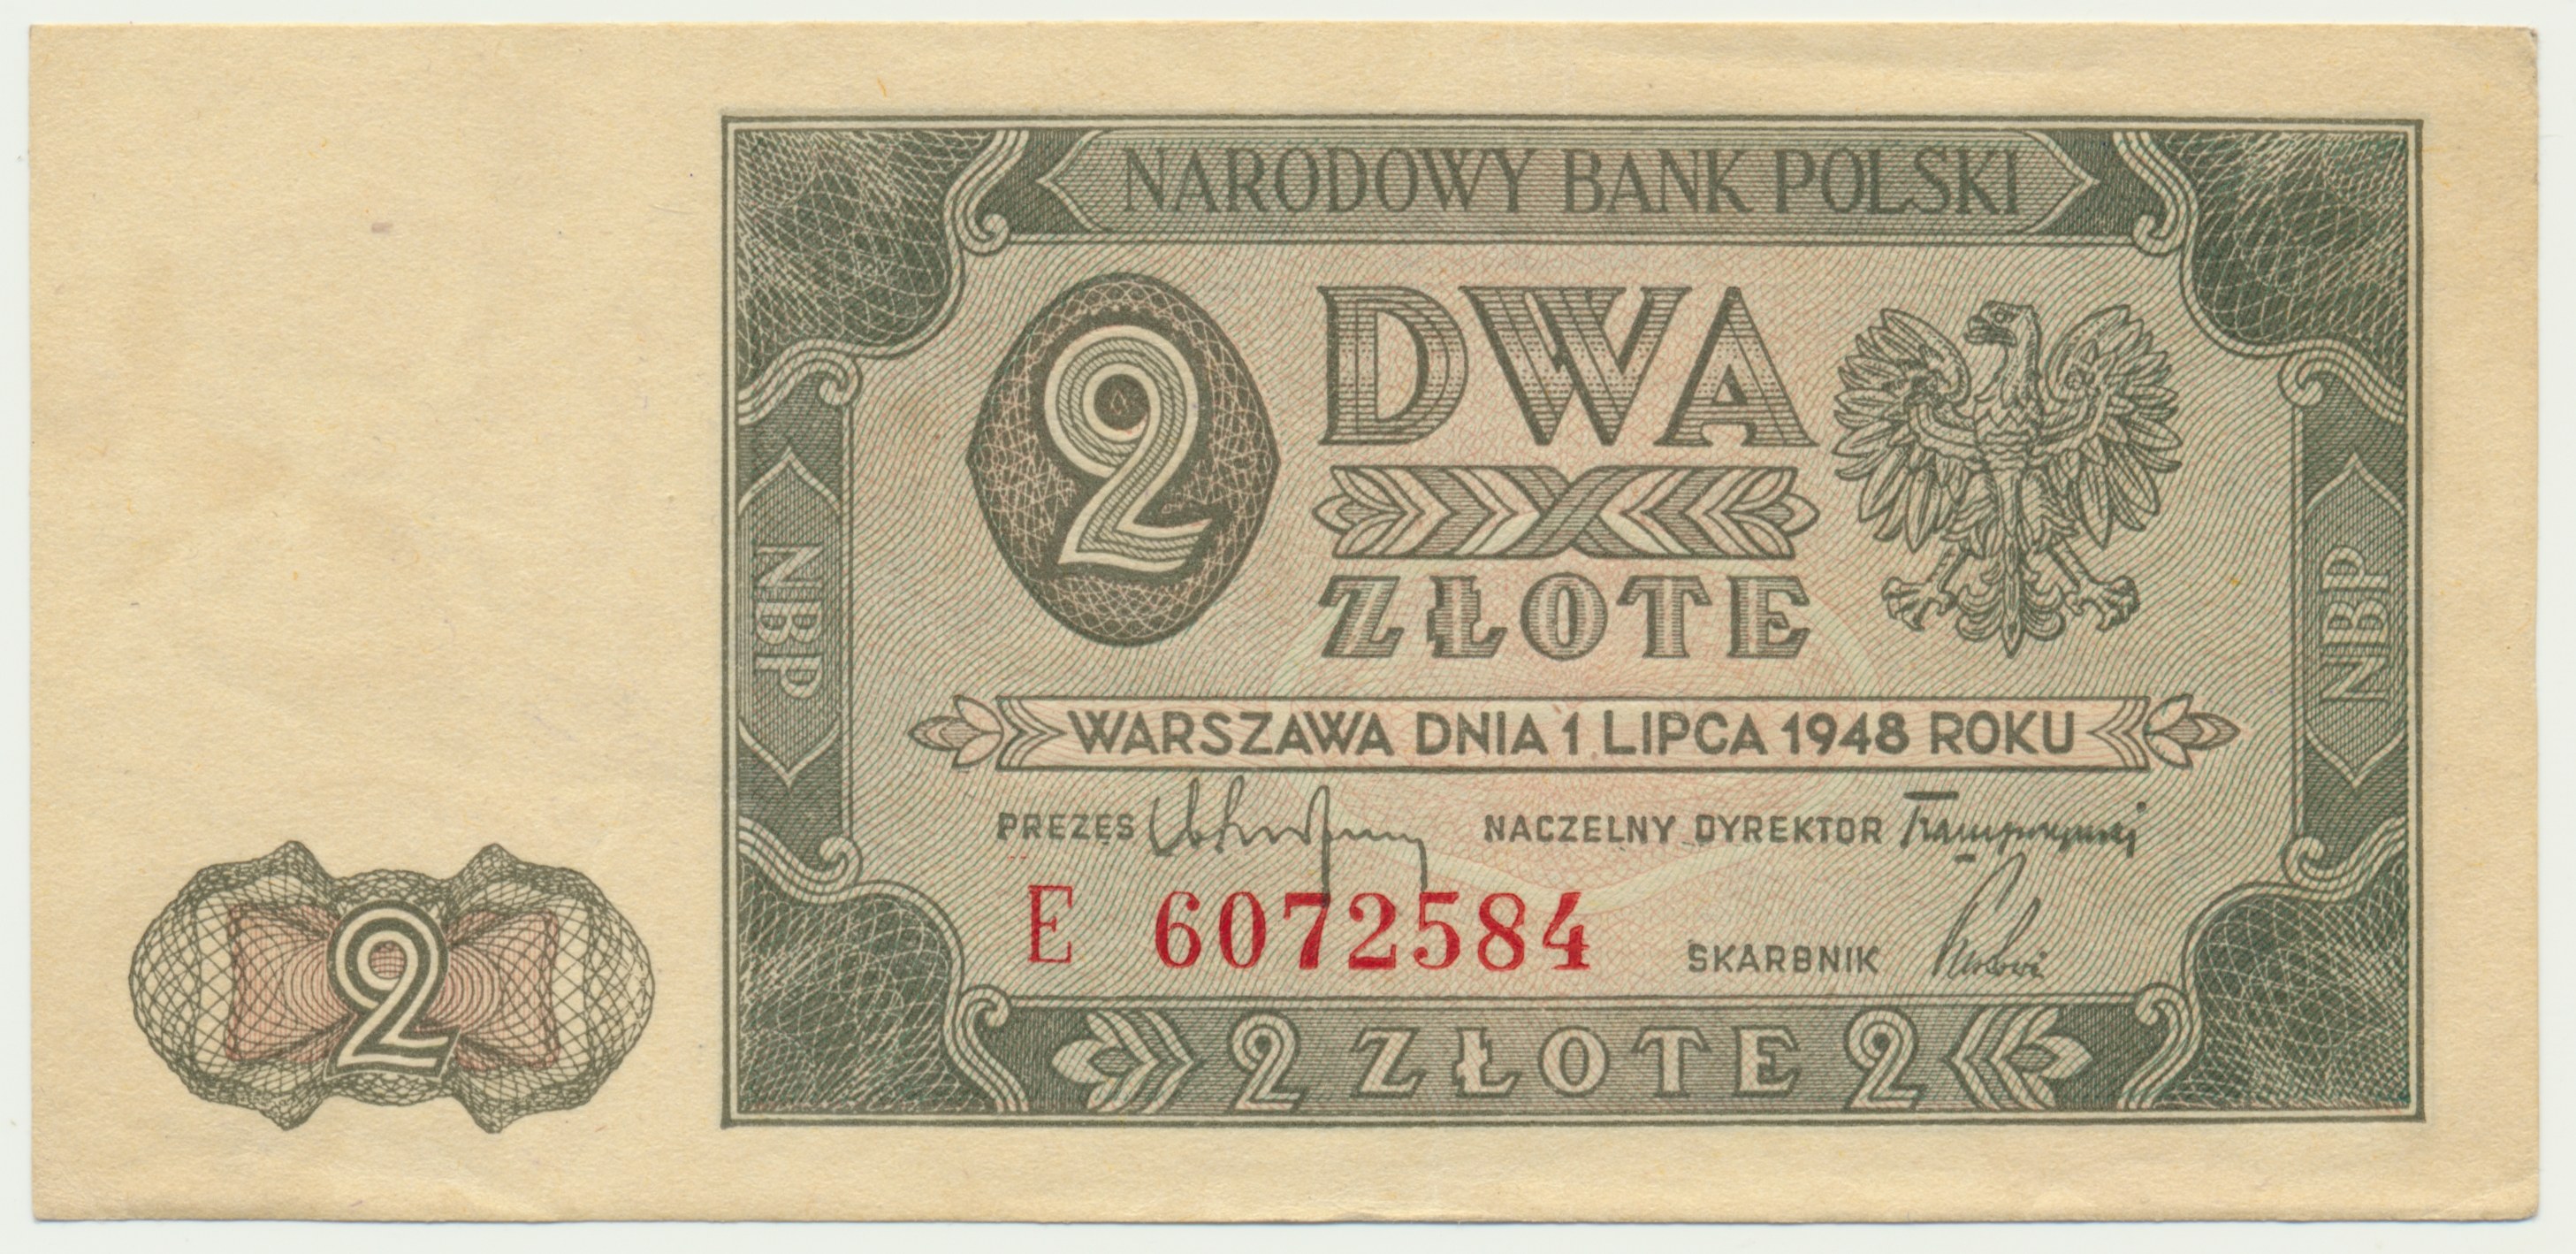 NARODOWY BANK POLSKI
2 DWA
ZŁOTE
NBP
NBP
WARSZAWA DNIA 1 LIPCA 1948 ROKU
PREZES NACZELNY DYREKTOR
E 6072584
SKARBNIK
2
2 ZŁOTE 2